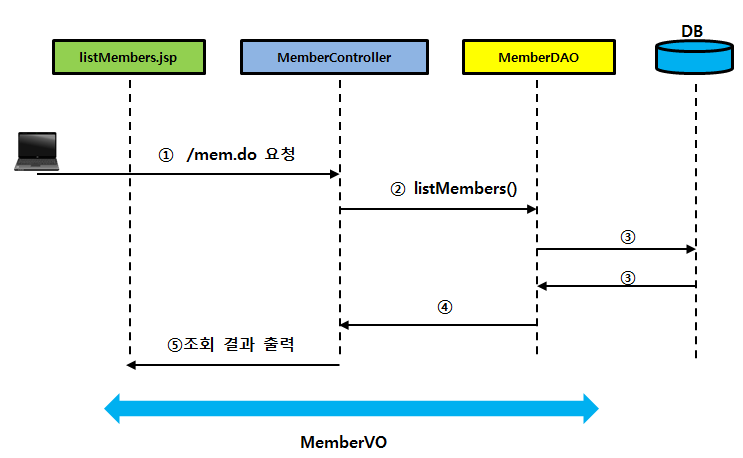 DB
listMembers.jsp
MemberController
MemberDAO
① /mem.do 요청
② listMembers()
③
③
④
⑤조회 결과 출력
MemberVO